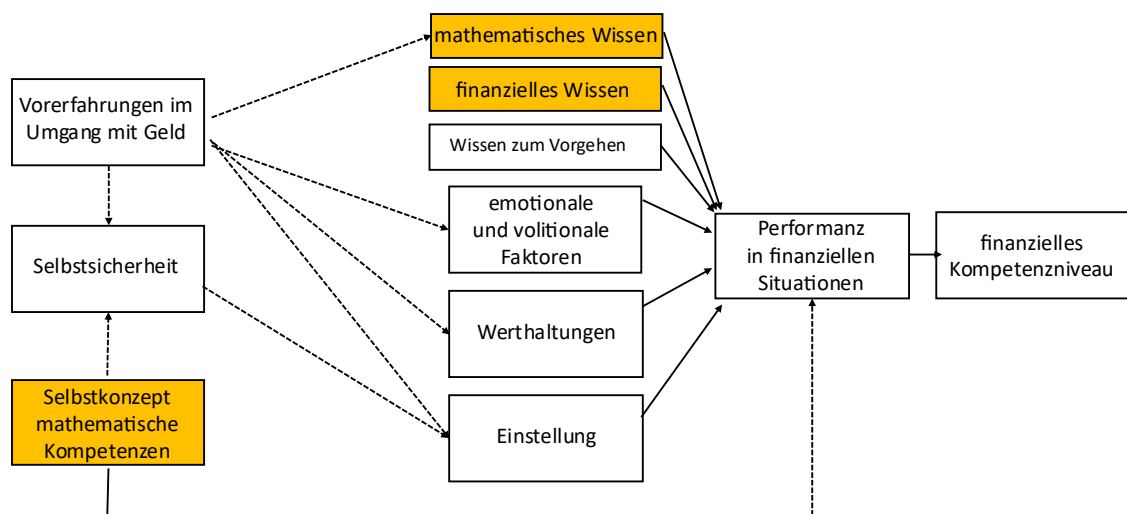 mathematisches Wissen
finanzielles Wissen
Vorerfahrungen im
Umgang mit Geld
Wissen zum Vorgehen
emotionale
und volitionale
Faktoren
Performanz
in finanziellen
Situationen
finanzielles
Kompetenzniveau
Selbstsicherheit
Werthaltungen
Selbstkonzept
mathematische
Kompetenzen
Einstellung